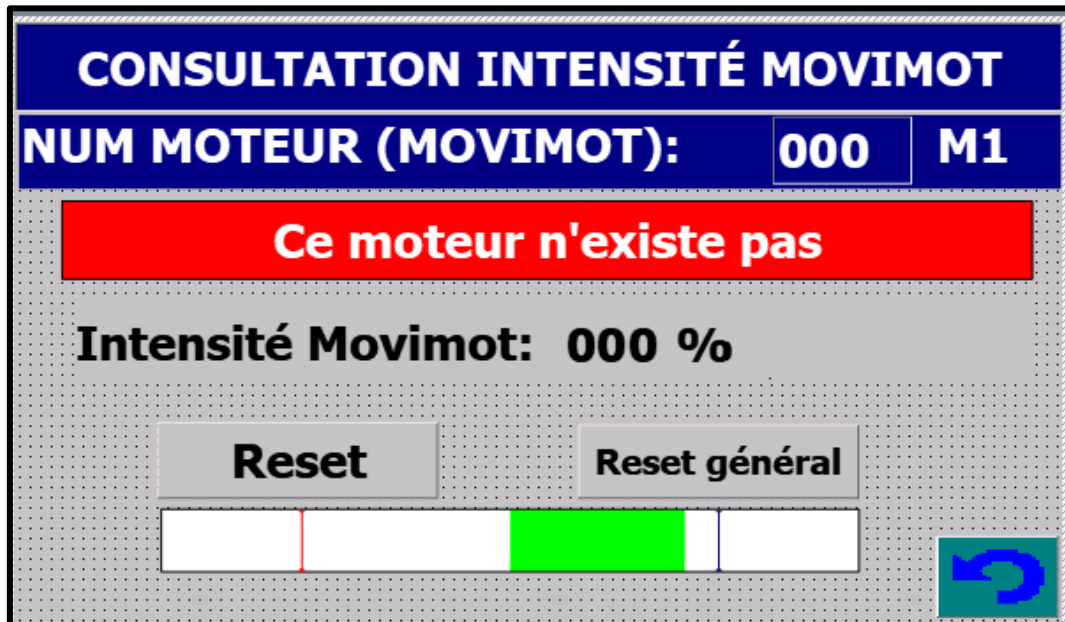 CONSULTATION INTENSITÉ MOVIMOT
NUM MOTEUR (MOVIMOT): 000 M1
Ce moteur n'existe pas
Intensité Movimot: 000 %
Reset Reset général